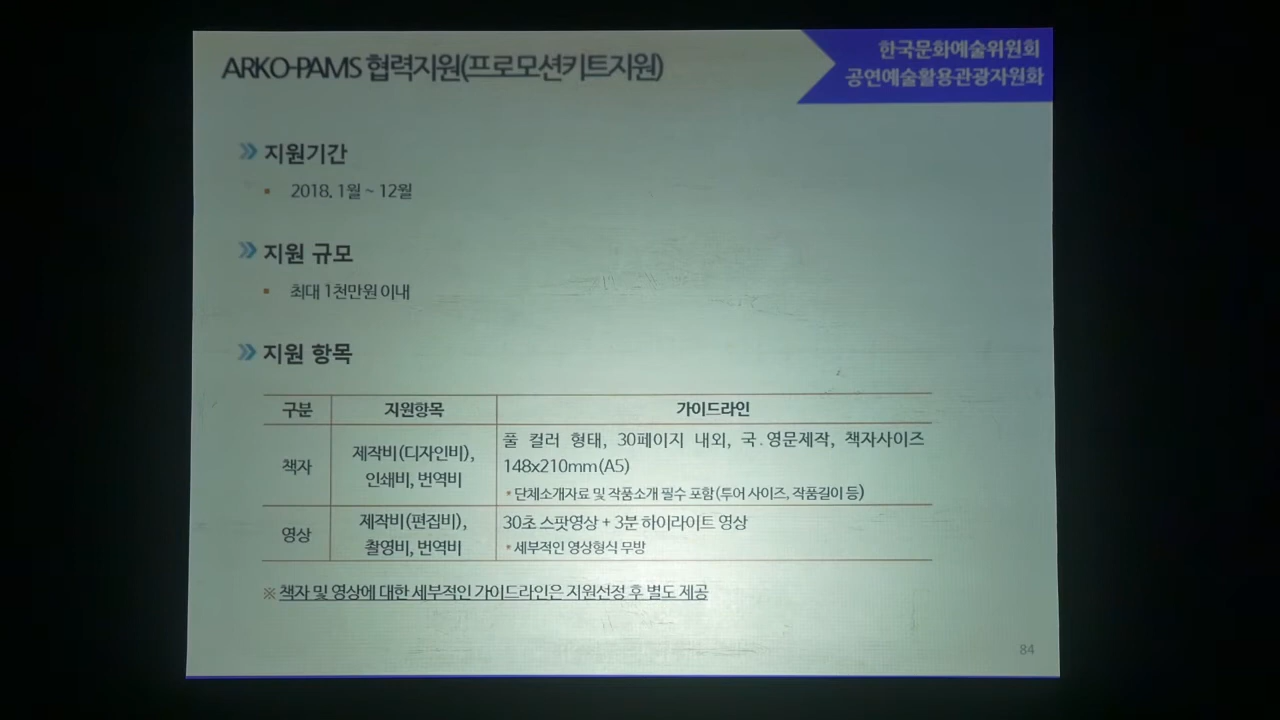 ARKO-PAMS 협력지원(프로모션키트지원)
한국문화예술위원회
공연예술활용관광자원화
» 지원기간
▪ 2018. 1월 ~ 12월
» 지원 규모
▪ 최대 1천만원 이내
» 지원 항목
구분 지원항목 가이드라인
책자
제작비(디자인비),
인쇄비, 번역비
풀 컬러 형태, 30페이지 내외, 국.영문제작, 책자사이즈
148x210mm(A5)
* 단체소개자료 및 작품소개 필수 포함(투어 사이즈, 작품길이 등)
영상
제작비(편집비),
촬영비, 번역비
30초 스팟영상 + 3분 하이라이트 영상
* 세부적인 영상형식 무방
※ 책자 및 영상에 대한 세부적인 가이드라인은 지원선정 후 별도 제공
84